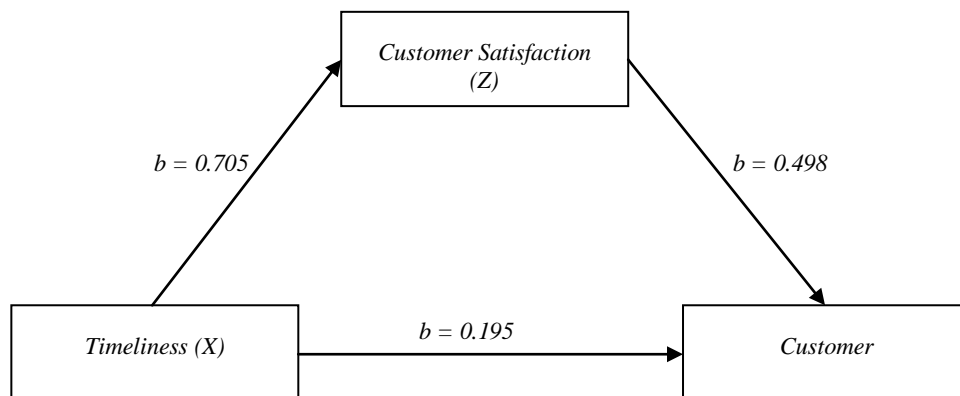 Customer Satisfaction
(Z)
b = 0.705
b = 0.498
b = 0.195
Timeliness (X)
Customer